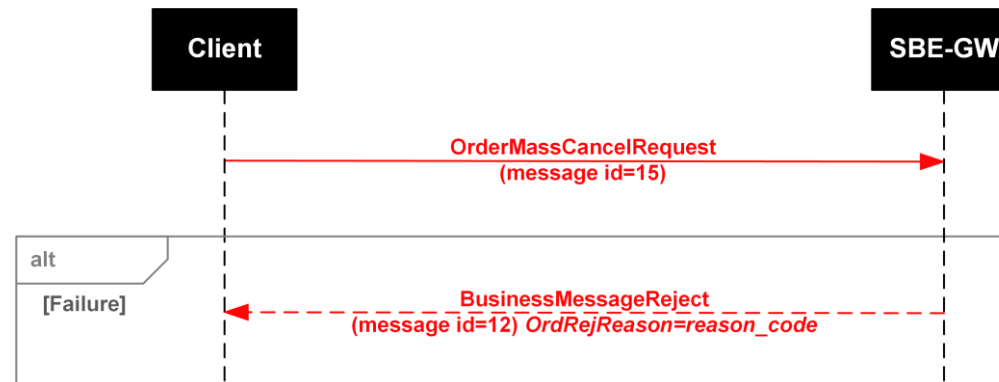 Client
SBE-GW
OrderMassCancelRequest
(message id=15)
alt
[Failure]
BusinessMessageReject
(message id=12) OrdRejReason=reason_code